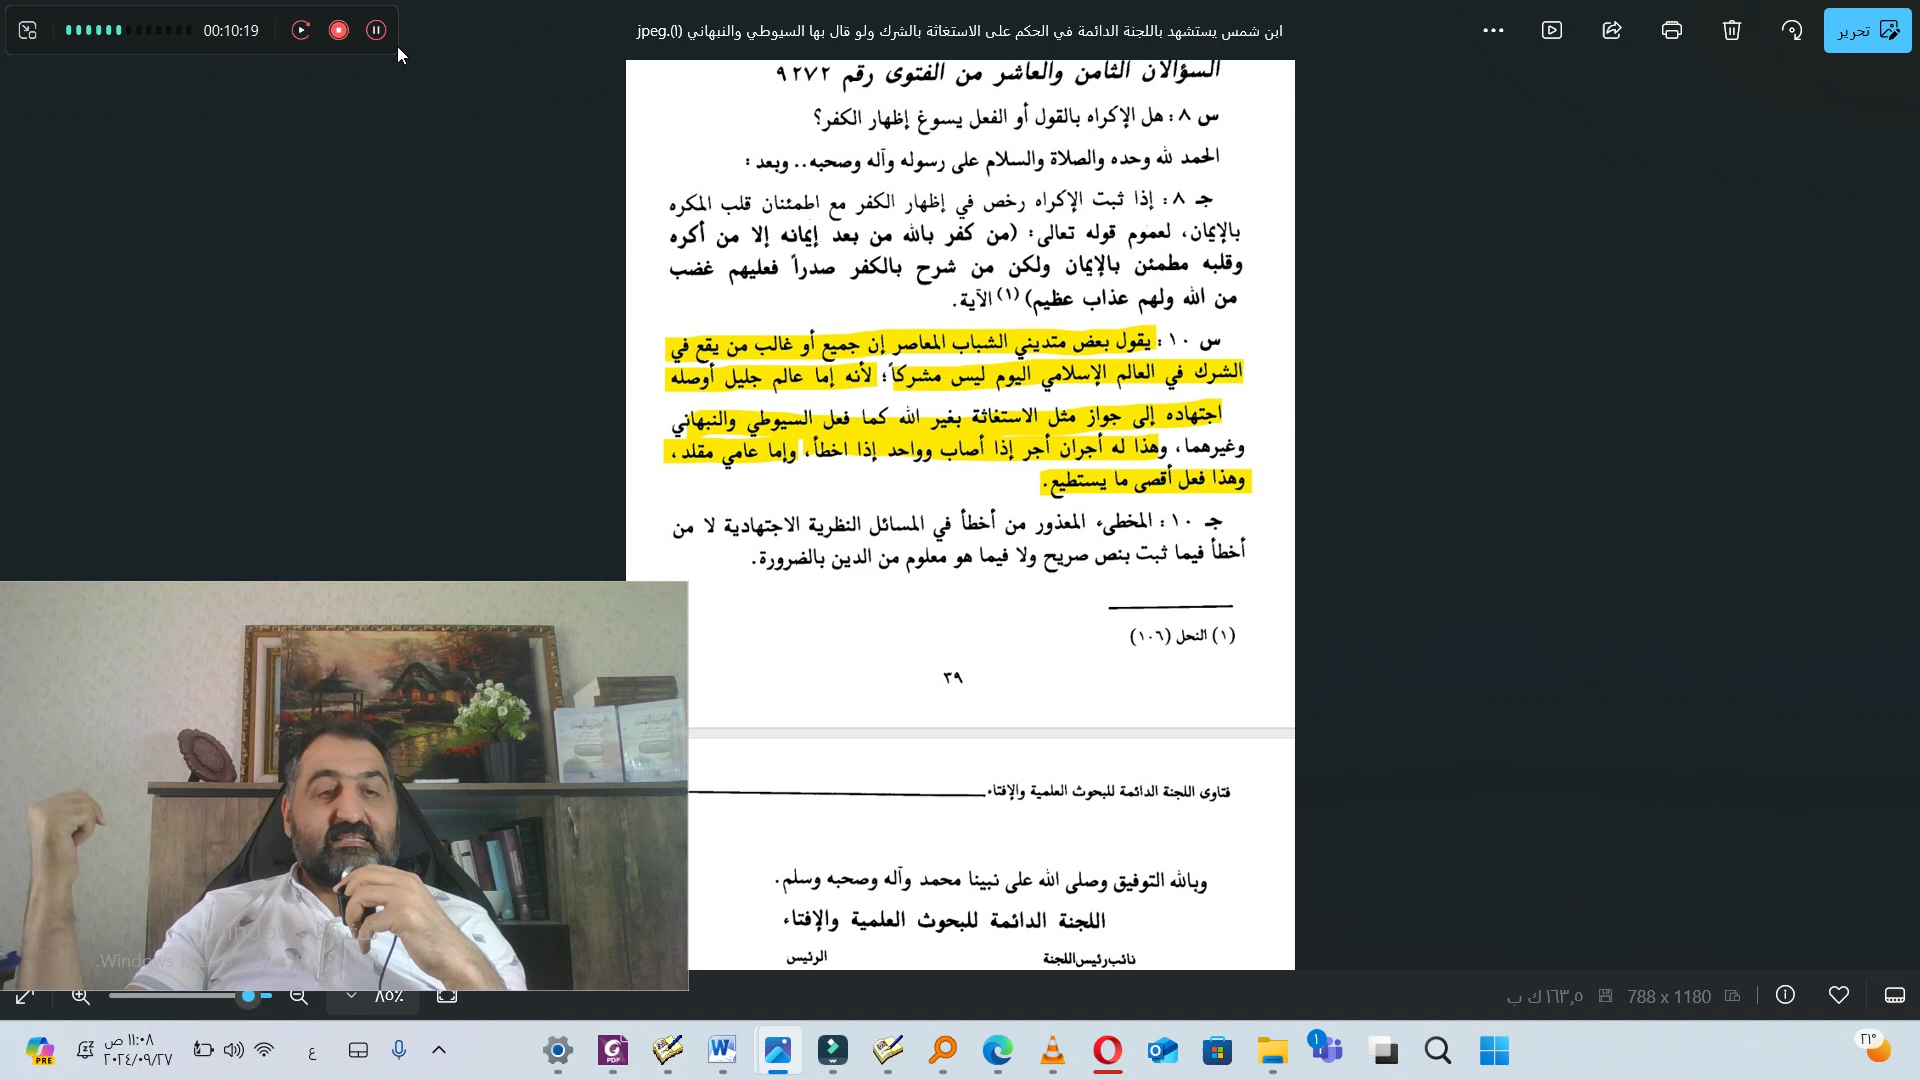 00:10:19
ابن شمس يستشهد باللجنة الدائمة في الحكم على الاستغاثة بالشرك ولو قال بها السيوطي والنبهاني (1).jpeg
تحرير
السؤالان الثامن والعاشر من الفتوى رقم ٩٢٧٢
س ٨ : هل الإكراه بالقول أو الفعل يسوغ إظهار الكفر؟
الحمد لله وحده والصلاة والسلام على رسوله وآله وصحبه.. وبعد :
جـ ٨ : إذا ثبت الإكراه رخص في إظهار الكفر مع اطمئنان قلب المكره
بالإيمان، لعموم قوله تعالى: (من كفر بالله من بعد إيمانه إلا من أكره
وقلبه مطمئن بالإيمان ولكن من شرح بالكفر صدراً فعليهم غضب
من الله ولهم عذاب عظيم) (١) الآية.
س ١٠ : يقول بعض متديني الشباب المعاصر إن جميع أو غالب من يقع في
الشرك في العالم الإسلامي اليوم ليس مشركاً؛ لأنه إما عالم جليل أوصله
اجتهاده إلى جواز مثل الاستغاثة بغير الله كما فعل السيوطي والنبهاني
وغيرهما، وهذا له أجران أجر إذا أصاب وواحد إذا اخطأ، وإما عامي مقلد،
وهذا فعل أقصى ما يستطيع.
جـ ١٠ : المخطىء المعذور من أخطأ في المسائل النظرية الاجتهادية لا من
أخطأ فيما ثبت بنص صريح ولا فيما هو معلوم من الدين بالضرورة.
(١) النحل (١٠٦)
٣٩
فتاوى اللجنة الدائمة للبحوث العلمية والإفتاء
وبالله التوفيق وصلى الله على نبينا محمد وآله وصحبه وسلم.
اللجنة الدائمة للبحوث العلمية والإفتاء
نائب رئيس اللجنة
الرئيس
Windows.
٨٥٪
788 x 1180
١٦٣,٥ ك ب
PRE
١١:٠٨ ص
٢٠٢٤/٠٩/٢٧
ع
PDF
1
٢١°